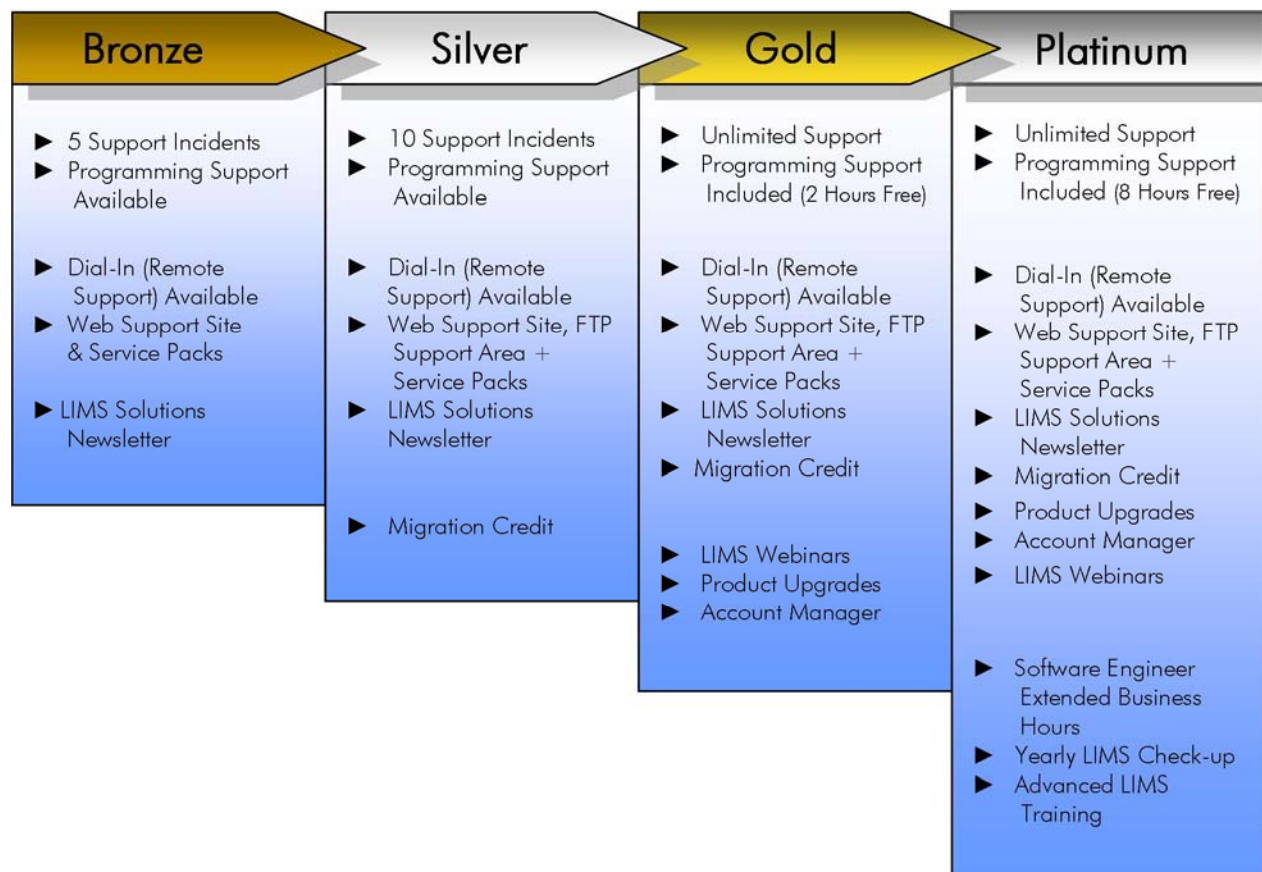 Bronze
► 5 Support Incidents
► Programming Support
Available
► Dial-In (Remote
Support) Available
► Web Support Site
& Service Packs
► LIMS Solutions
Newsletter
Silver
► 10 Support Incidents
► Programming Support
Available
► Dial-In (Remote
Support) Available
► Web Support Site, FTP
Support Area +
Service Packs
► LIMS Solutions
Newsletter
► Migration Credit
Gold
► Unlimited Support
► Programming Support
Included (2 Hours Free)
► Dial-In (Remote
Support) Available
► Web Support Site, FTP
Support Area +
Service Packs
► LIMS Solutions
Newsletter
► Migration Credit
► LIMS Webinars
► Product Upgrades
► Account Manager
Platinum
► Unlimited Support
► Programming Support
Included (8 Hours Free)
► Dial-In (Remote
Support) Available
► Web Support Site, FTP
Support Area +
Service Packs
► LIMS Solutions
Newsletter
► Migration Credit
► Product Upgrades
► Account Manager
► LIMS Webinars
► Software Engineer
Extended Business
Hours
► Yearly LIMS Check-up
► Advanced LIMS
Training